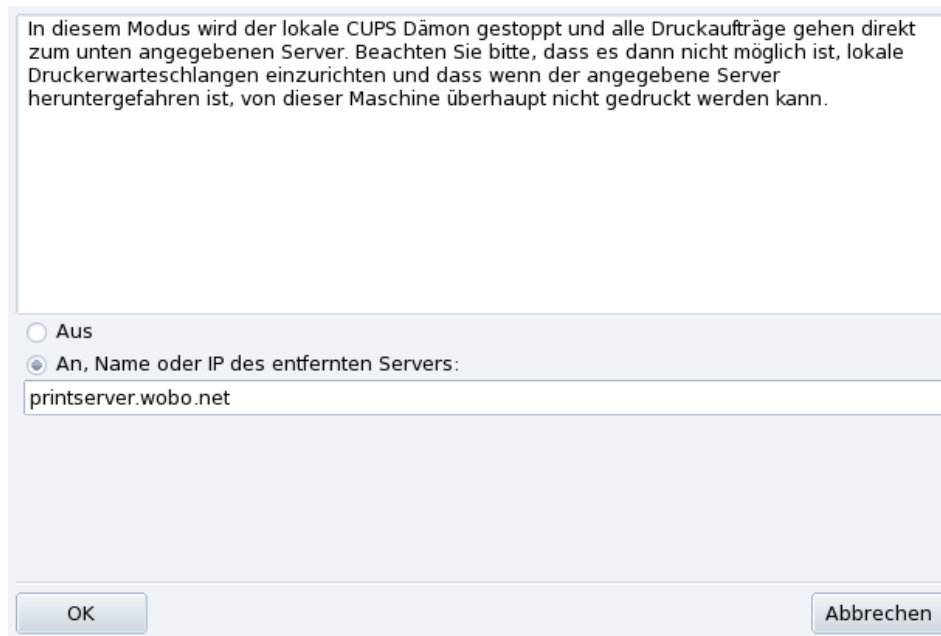 In diesem Modus wird der lokale CUPS Dämon gestoppt und alle Druckaufträge gehen direkt
zum unten angegebenen Server. Beachten Sie bitte, dass es dann nicht möglich ist, lokale
Druckerwarteschlangen einzurichten und dass wenn der angegebene Server
heruntergefahren ist, von dieser Maschine überhaupt nicht gedruckt werden kann.
Aus
An, Name oder IP des entfernten Servers:
printserver.wobo.net
OK
Abbrechen